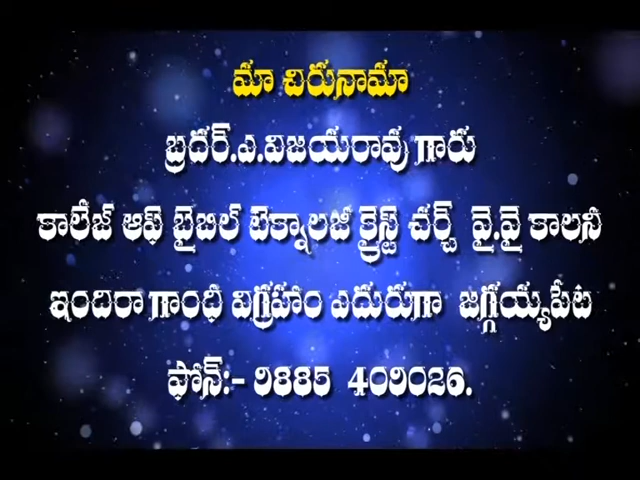 మా చిరునామా
బ్రదర్.ఎ.విజయరావు గారు
కాలేజ్ ఆఫ్ బైబిల్ టెక్నాలజీ క్రైస్ట్ చర్చ్ వై.వై కాలనీ
ఇందిరా గాంధీ విగ్రహం ఎదురుగా జగ్గయ్యపేట
ఫోన్:- 9885 409026.